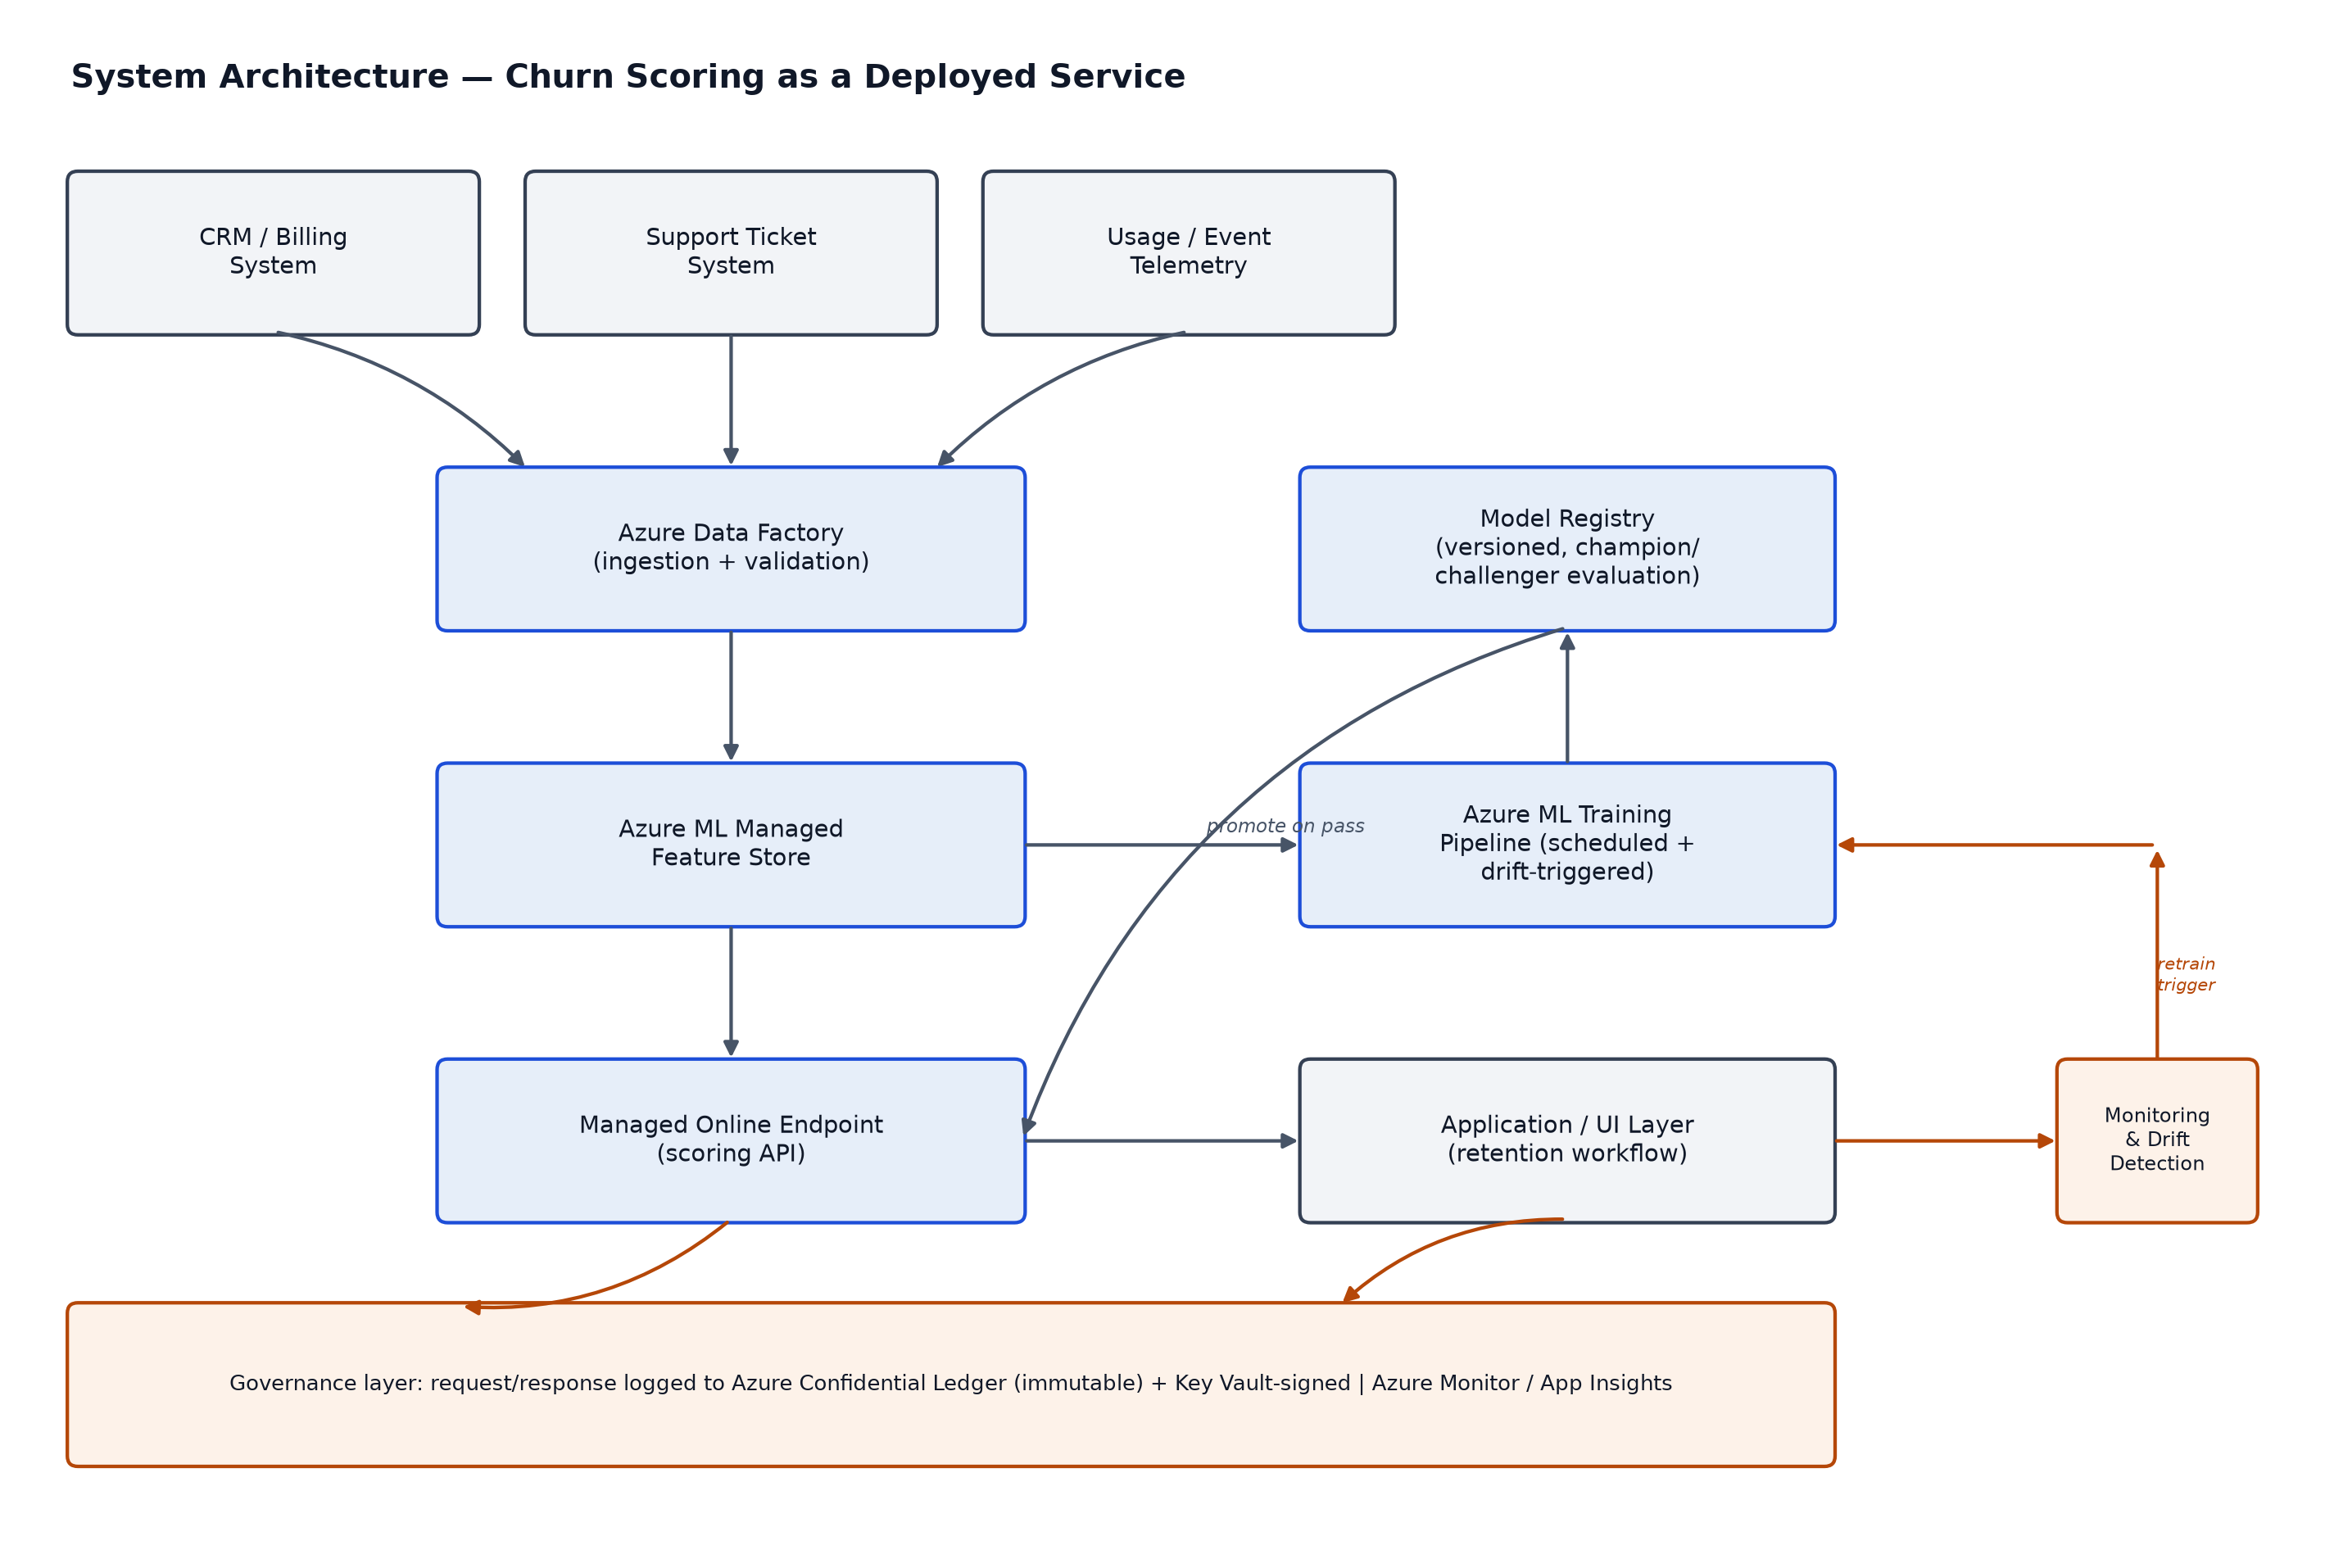 System Architecture — Churn Scoring as a Deployed Service
CRM / Billing
System
Support Ticket
System
Usage / Event
Telemetry
Azure Data Factory
(ingestion + validation)
Model Registry
(versioned, champion/
challenger evaluation)
Azure ML Managed
Feature Store
promote on pass
Azure ML Training
Pipeline (scheduled +
drift-triggered)
retrain
trigger
Managed Online Endpoint
(scoring API)
Application / UI Layer
(retention workflow)
Monitoring
& Drift
Detection
Governance layer: request/response logged to Azure Confidential Ledger (immutable) + Key Vault-signed | Azure Monitor / App Insights